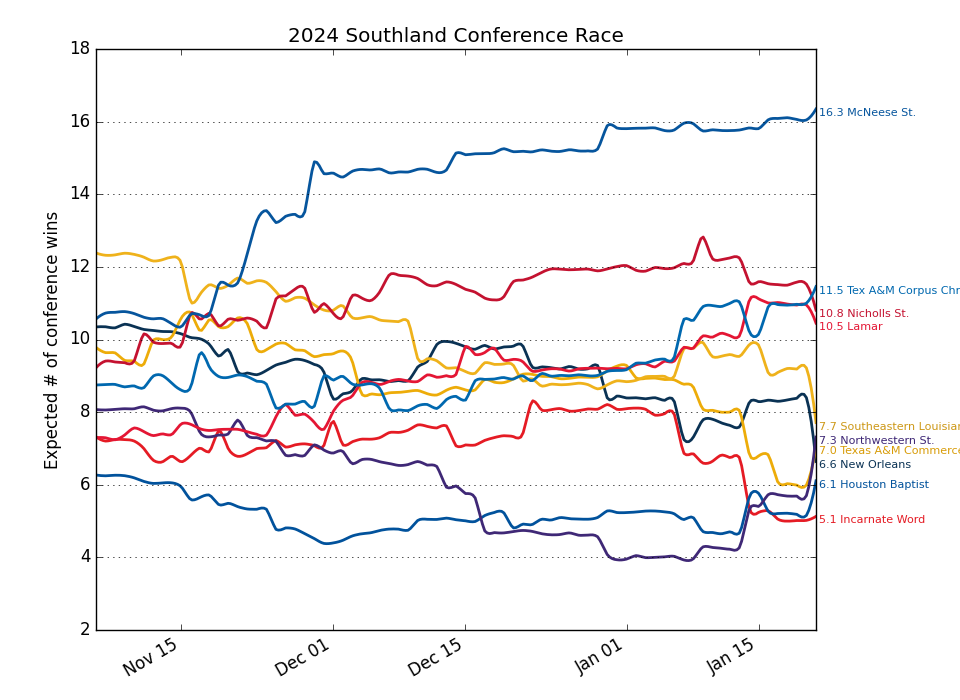 2024 Southland Conference Race
Expected # of conference wins
18
16
14
12
10
8
6
4
2
Nov 15
Dec 01
Dec 15
Jan 01
Jan 15
16.3 McNeese St.
11.5 Tex A&M Corpus Chr
10.8 Nicholls St.
10.5 Lamar
7.7 Southeastern Louisian
7.3 Northwestern St.
7.0 Texas A&M Commerce
6.6 New Orleans
6.1 Houston Baptist
5.1 Incarnate Word